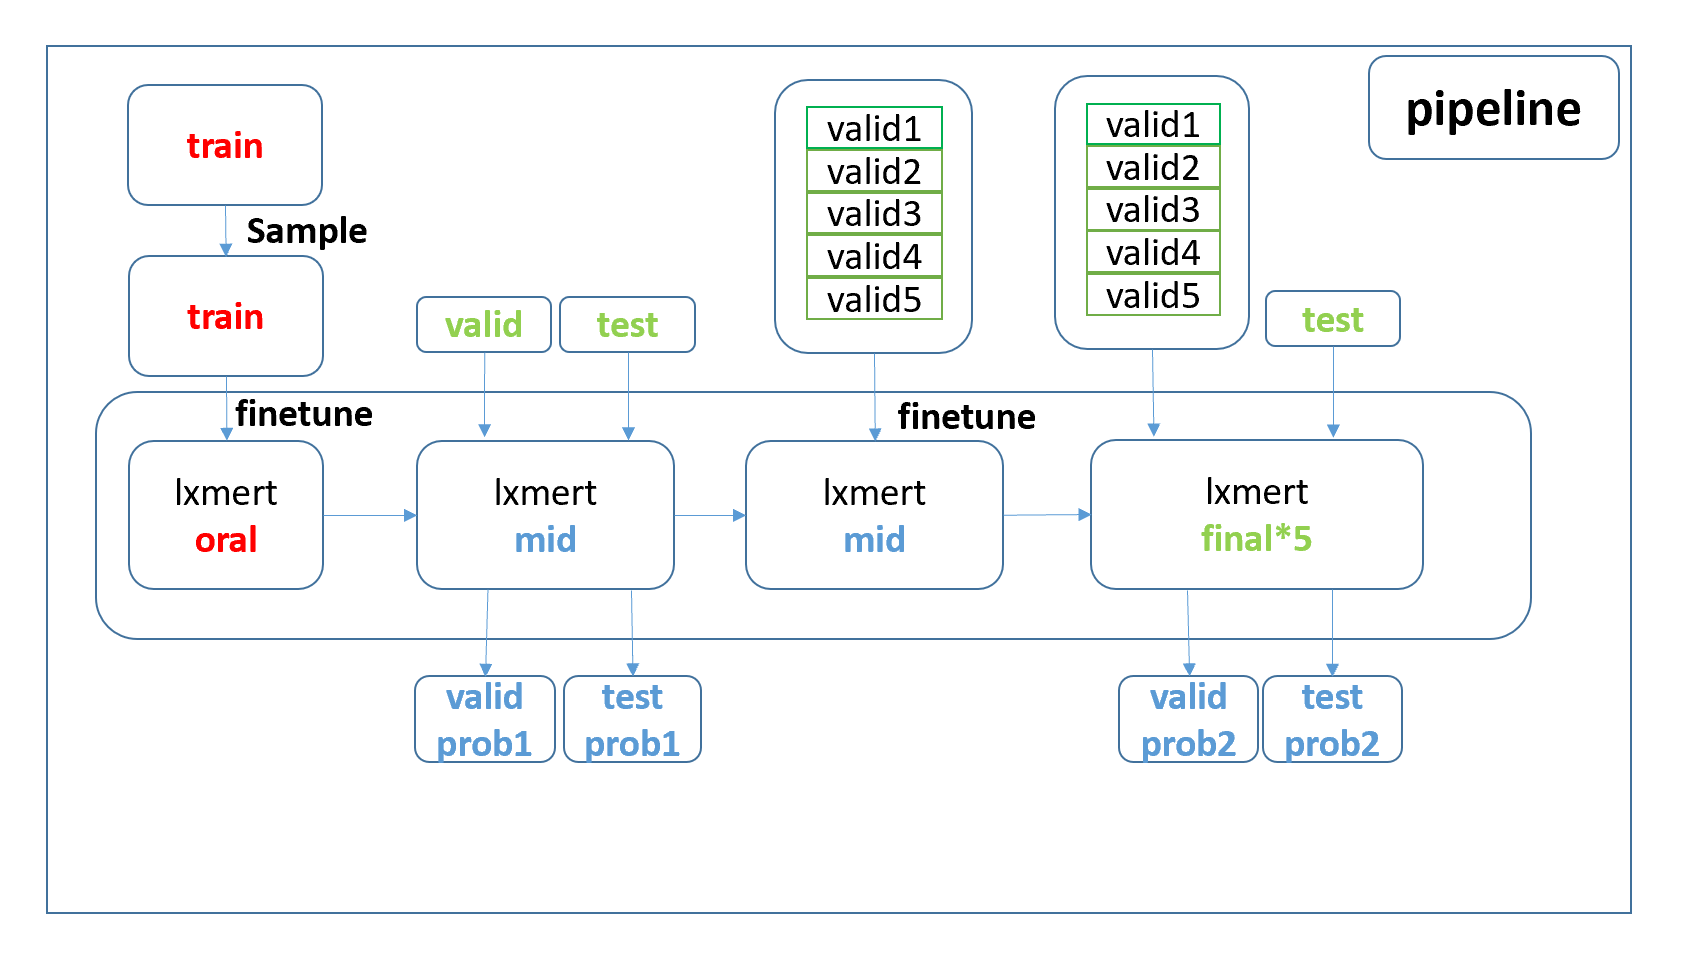 pipeline
train
Sample
train
valid
test
valid1
valid2
valid3
valid4
valid5
valid1
valid2
valid3
valid4
valid5
test
finetune
finetune
lxmert
oral
lxmert
mid
lxmert
mid
lxmert
final*5
valid
prob1
test
prob1
valid
prob2
test
prob2